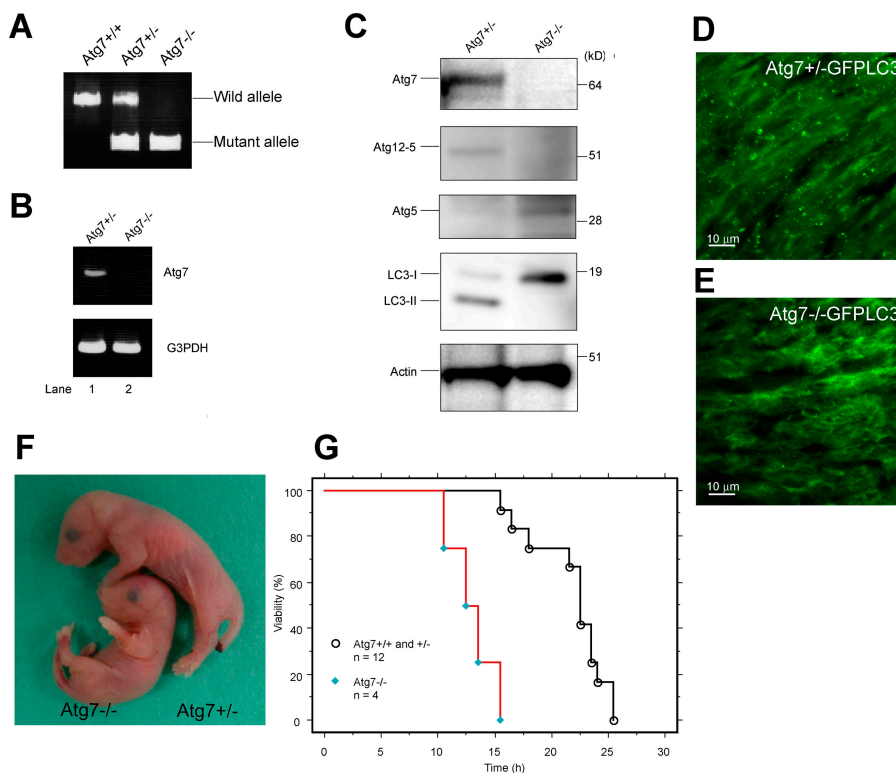 A
Atg7+/+
Atg7+/-
Atg7-/-
Wild allele
Mutant allele
B
Atg7+/-
Atg7-/-
Atg7
G3PDH
Lane 1 2
C
Atg7+/-
Atg7-/-
(kD)
Atg7
64
Atg12-5
51
Atg5
28
LC3-I
19
LC3-II
51
Actin
D
Atg7+/-GFPLC3
10 μm
E
Atg7-/-GFPLC3
10 μm
F
Atg7-/- Atg7+/-
G
Viability (%)
100
80
60
40
20
0
Atg7+/+ and +/-
n = 12
Atg7-/-
n = 4
0 5 10 15 20 25 30
Time (h)